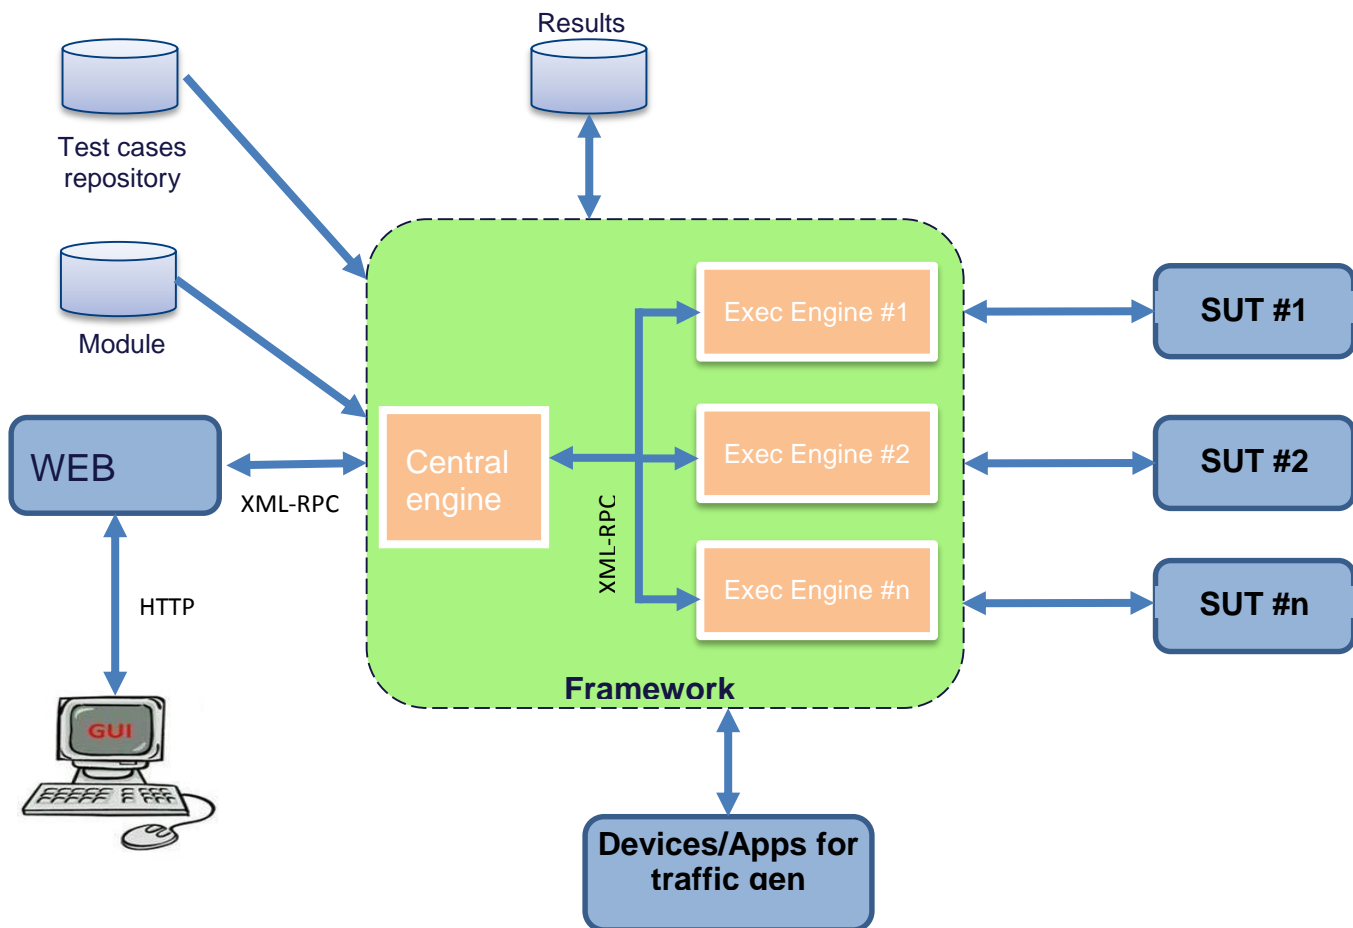 Results
Test cases
repository
Module
Exec Engine #1
SUT #1
WEB
XML-RPC
Central
engine
Exec Engine #2
SUT #2
XML-RPC
HTTP
Exec Engine #n
SUT #n
Framework
GUI
Devices/Apps for
traffic gen